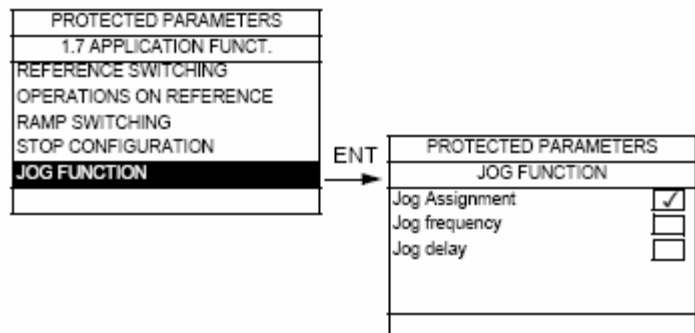 PROTECTED PARAMETERS
1.7 APPLICATION FUNCT.
REFERENCE SWITCHING
OPERATIONS ON REFERENCE
RAMP SWITCHING
STOP CONFIGURATION
JOG FUNCTION
ENT
PROTECTED PARAMETERS
JOG FUNCTION
Jog Assignment ✓
Jog frequency
Jog delay